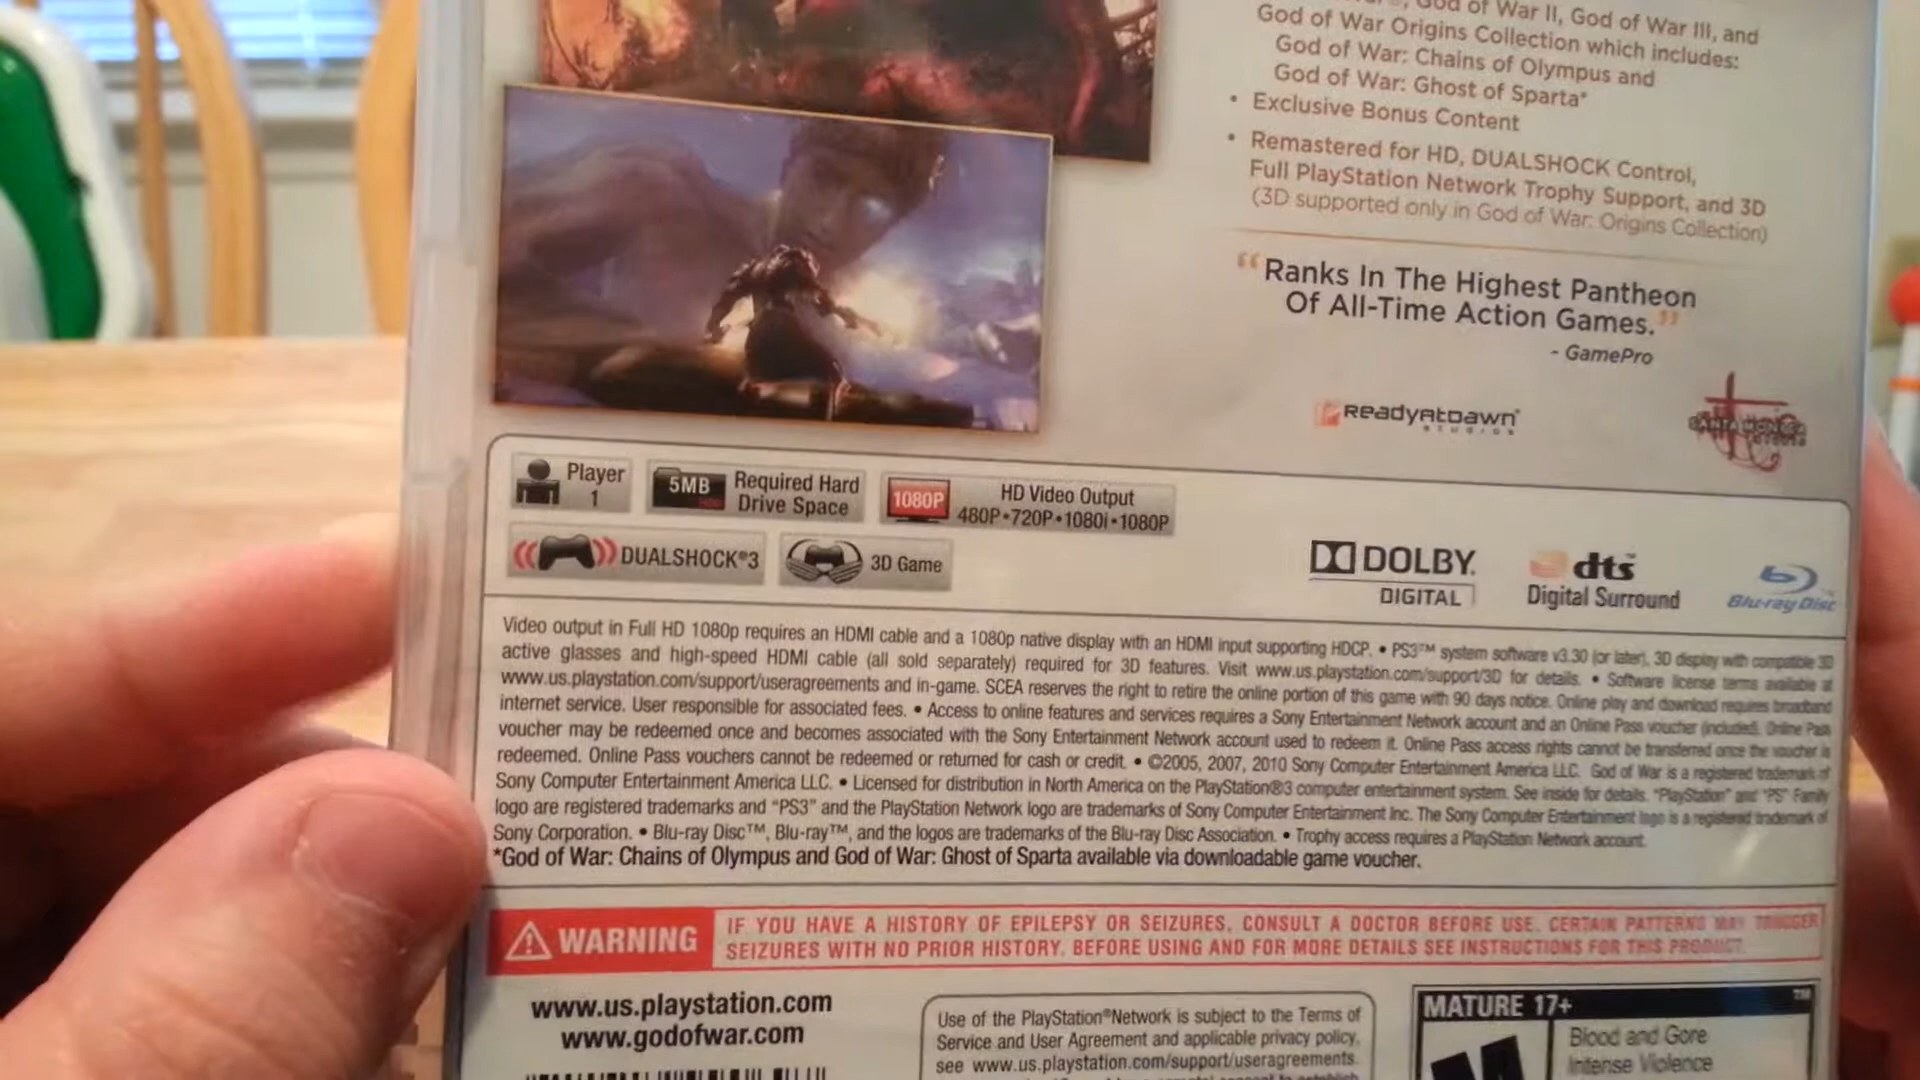 God of War II, God of War III, and
God of War Origins Collection which includes:
God of War: Chains of Olympus and
God of War: Ghost of Sparta*
• Exclusive Bonus Content
• Remastered for HD, DUALSHOCK Control,
Full PlayStation Network Trophy Support, and 3D
(3D supported only in God of War: Origins Collection)
“Ranks In The Highest Pantheon
Of All-Time Action Games.”
- GamePro
ReadyAtDawn
STUDIOS
SANTA MONICA
STUDIO
Player
1
5MB
Required Hard
Drive Space
1080P
HD Video Output
480P•720P•1080i•1080P
DUALSHOCK®3
3D Game
DOLBY
DIGITAL
dts
Digital Surround
Blu-ray Disc
Video output in Full HD 1080p requires an HDMI cable and a 1080p native display with an HDMI input supporting HDCP. • PS3™ system software v3.30 (or later), 3D display with compatible 3D
active glasses and high-speed HDMI cable (all sold separately) required for 3D features. Visit www.us.playstation.com/support/3D for details. • Software license terms available at
www.us.playstation.com/support/useragreements and in-game. SCEA reserves the right to retire the online portion of this game with 90 days notice. Online play and download requires broadband
internet service. User responsible for associated fees. • Access to online features and services requires a Sony Entertainment Network account and an Online Pass voucher (included). Online Pass
voucher may be redeemed once and becomes associated with the Sony Entertainment Network account used to redeem it. Online Pass access rights cannot be transferred once the voucher is
redeemed. Online Pass vouchers cannot be redeemed or returned for cash or credit. • ©2005, 2007, 2010 Sony Computer Entertainment America LLC. God of War is a registered trademark of
Sony Computer Entertainment America LLC. • Licensed for distribution in North America on the PlayStation®3 computer entertainment system. See inside for details. "PlayStation" and "PS" Family
logo are registered trademarks and "PS3" and the PlayStation Network logo are trademarks of Sony Computer Entertainment Inc. The Sony Computer Entertainment logo is a registered trademark of
Sony Corporation. • Blu-ray Disc™, Blu-ray™, and the logos are trademarks of the Blu-ray Disc Association. • Trophy access requires a PlayStation Network account.
*God of War: Chains of Olympus and God of War: Ghost of Sparta available via downloadable game voucher.
WARNING
IF YOU HAVE A HISTORY OF EPILEPSY OR SEIZURES, CONSULT A DOCTOR BEFORE USE. CERTAIN PATTERNS MAY TRIGGER
SEIZURES WITH NO PRIOR HISTORY. BEFORE USING AND FOR MORE DETAILS SEE INSTRUCTIONS FOR THIS PRODUCT.
www.us.playstation.com
www.godofwar.com
Use of the PlayStation®Network is subject to the Terms of
Service and User Agreement and applicable privacy policy,
see www.us.playstation.com/support/useragreements.
MATURE 17+
TM
M
Blood and Gore
Intense Violence